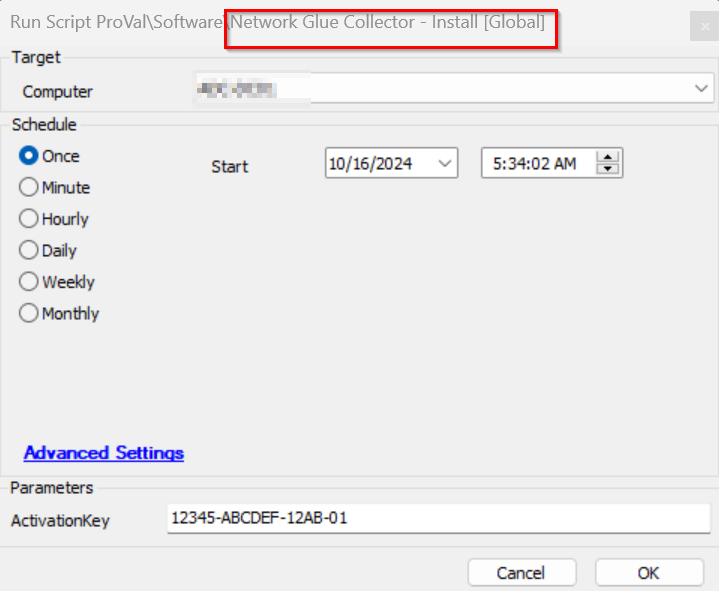 Run Script ProVal\Software\Network Glue Collector - Install [Global]
Target
Computer
Schedule
Once
Start
10/16/2024
5:34:02 AM
Minute
Hourly
Daily
Weekly
Monthly
Advanced Settings
Parameters
ActivationKey
12345-ABCDEF-12AB-01
Cancel
OK